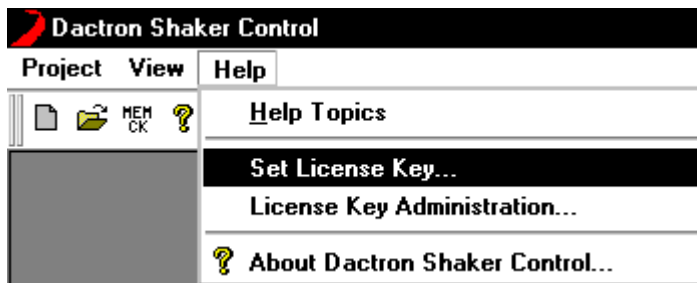 Dactron Shaker Control
Project View Help
MEM
CK
Help Topics
Set License Key...
License Key Administration...
About Dactron Shaker Control...